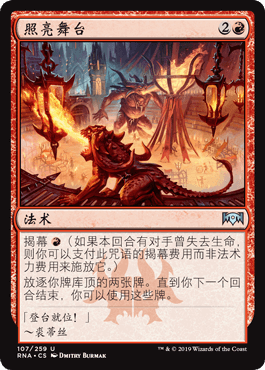 照亮舞台 2
法术
揭幕（如果本回合有对手曾失去生命，
则你可以支付此咒语的揭幕费用而非法术
力费用来施放它。）
放逐你牌库顶的两张牌。直到你下一个回
合结束，你可以使用这些牌。
「登台就位！」
～裘蒂丝
107/259 U
RNA • CS DMITRY BURMAK
™ & © 2019 Wizards of the Coast